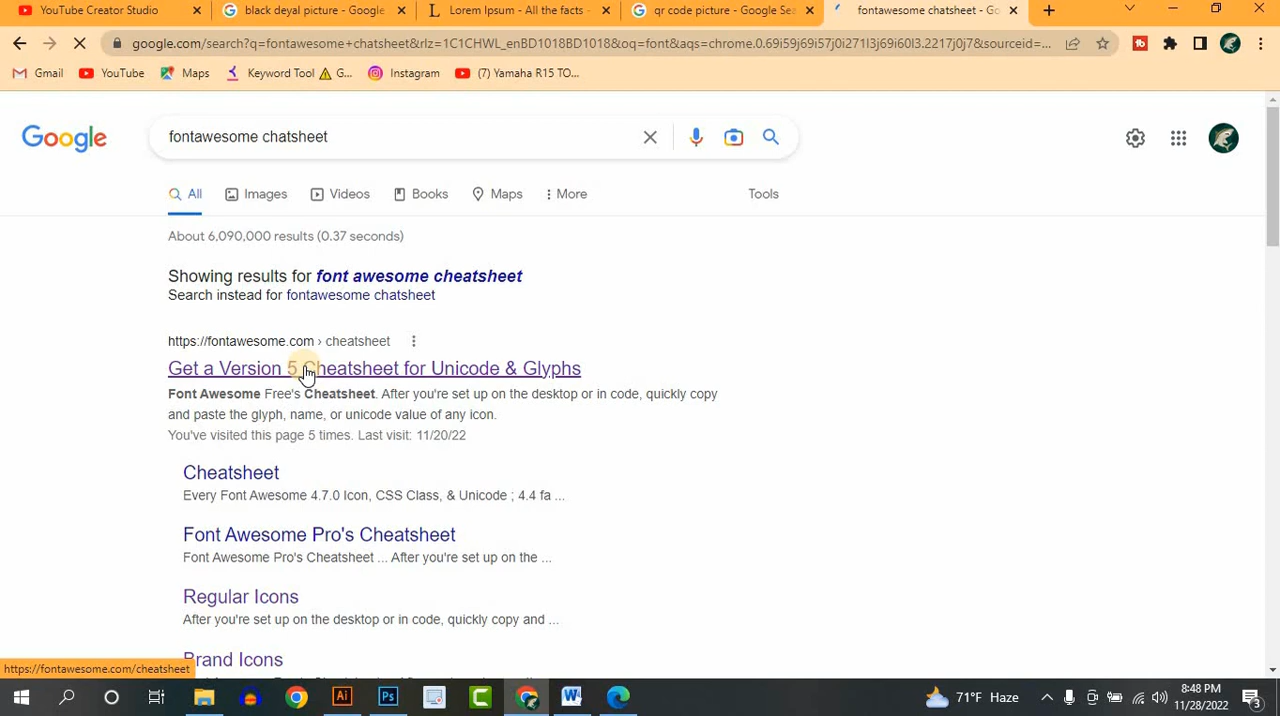 YouTube Creator Studio
black deyal picture - Google
Lorem Ipsum - All the facts -
qr code picture - Google Sea
fontawesome chatsheet - Go
google.com/search?q=fontawesome+chatsheet&rlz=1C1CHWL_enBD1018BD1018&oq=font&aqs=chrome.0.69i59j69i57j0i271l3j69i60l3.2217j0j7&sourceid=...
Gmail
YouTube
Maps
Keyword Tool
G...
Instagram
(7) Yamaha R15 TO...
Google
fontawesome chatsheet
All
Images
Videos
Books
Maps
More
Tools
About 6,090,000 results (0.37 seconds)
Showing results for font awesome cheatsheet
Search instead for fontawesome chatsheet
https://fontawesome.com › cheatsheet
Get a Version 5 Cheatsheet for Unicode & Glyphs
Font Awesome Free's Cheatsheet. After you're set up on the desktop or in code, quickly copy
and paste the glyph, name, or unicode value of any icon.
You've visited this page 5 times. Last visit: 11/20/22
Cheatsheet
Every Font Awesome 4.7.0 Icon, CSS Class, & Unicode ; 4.4 fa ...
Font Awesome Pro's Cheatsheet
Font Awesome Pro's Cheatsheet ... After you're set up on the ...
Regular Icons
After you're set up on the desktop or in code, quickly copy and ...
Brand Icons
https://fontawesome.com/cheatsheet
71°F Haze
8:48 PM
11/28/2022
3